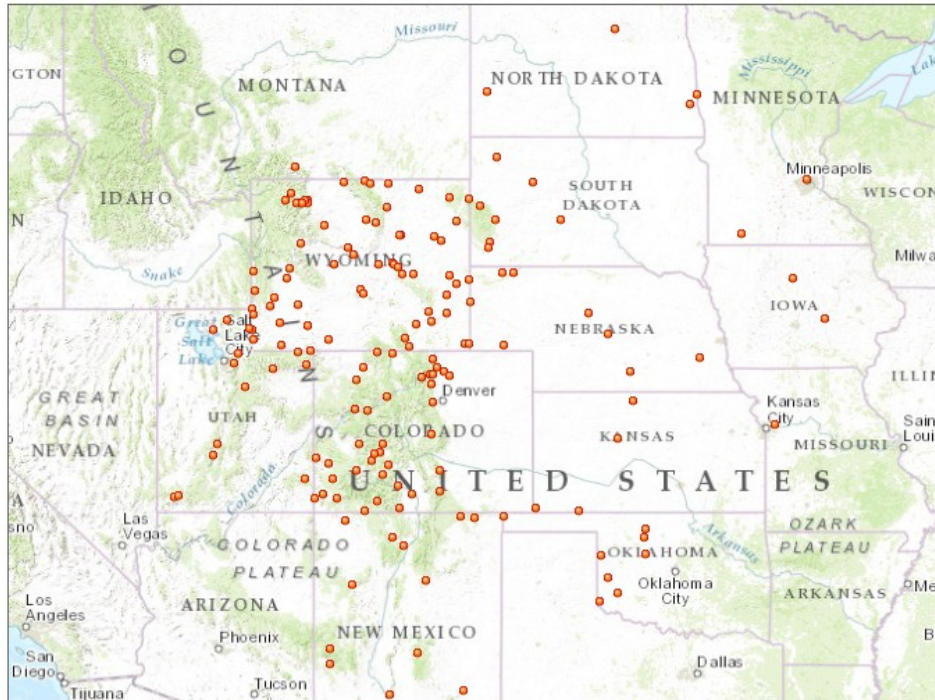 Missouri
GTON
MONTANA
NORTH DAKOTA
Mississippi
MINNESOTA
Lake
O
U
N
T
A
I
N
S
IDAHO
Minneapolis
SOUTH
DAKOTA
WISCON
N
WYOMING
Snake
Milwa
IOWA
Great
Salt
Lake
Salt
Lake
City
NEBRASKA
ILLIN
GREAT
BASIN
NEVADA
UTAH
Denver
COLORADO
Kansas
City
KANSAS
MISSOURI
Sain
Loui
Colorado
UNITED STATES
A
sno
Las
Vegas
COLORADO
PLATEAU
Arkansas
OZARK
PLATEAU
OKLAHOMA
Oklahoma
City
ARKANSAS
Me
Los
Angeles
ARIZONA
Phoenix
NEW MEXICO
B
San
Diego
Tijuana
Tucson
Dallas